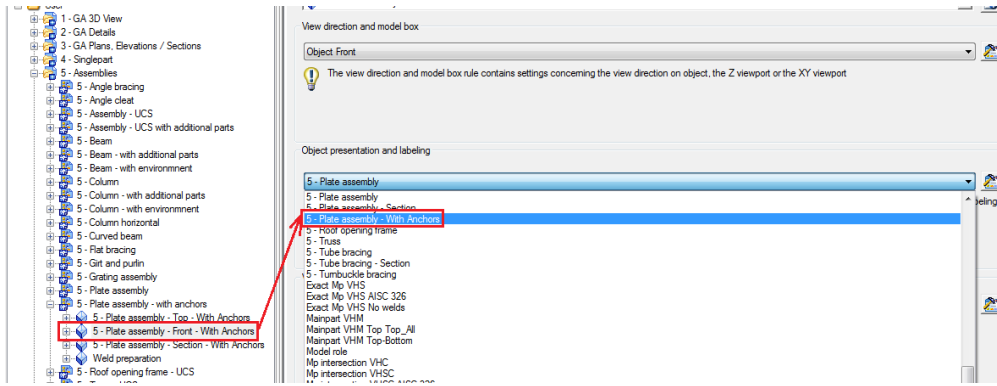 User
1 - GA 3D View
2 - GA Details
3 - GA Plans, Elevations / Sections
4 - Singlepart
5 - Assemblies
5 - Angle bracing
5 - Angle cleat
5 - Assembly - UCS
5 - Assembly - UCS with additional parts
5 - Beam
5 - Beam - with additional parts
5 - Beam - with environmnent
5 - Column
5 - Column - with additional parts
5 - Column - with environmnent
5 - Column horizontal
5 - Curved beam
5 - Flat bracing
5 - Girt and purlin
5 - Grating assembly
5 - Plate assembly
5 - Plate assembly - with anchors
5 - Plate assembly - Top - With Anchors
5 - Plate assembly - Front - With Anchors
5 - Plate assembly - Section - With Anchors
Weld preparation
5 - Roof opening frame - UCS
View direction and model box
Object Front
The view direction and model box rule contains settings concerning the view direction on object, the Z viewport or the XY viewport
Object presentation and labeling
5 - Plate assembly
5 - Plate assembly
5 - Plate assembly - Section
5 - Plate assembly - With Anchors
5 - Roof opening frame
5 - Truss
5 - Tube bracing
5 - Tube bracing - Section
5 - Turnbuckle bracing
Exact Mp VHS
Exact Mp VHS AISC 326
Exact Mp VHS No welds
Mainpart VHM
Mainpart VHM Top Top_All
Mainpart VHM Top-Bottom
Model role
Mp intersection VHC
Mp intersection VHSC